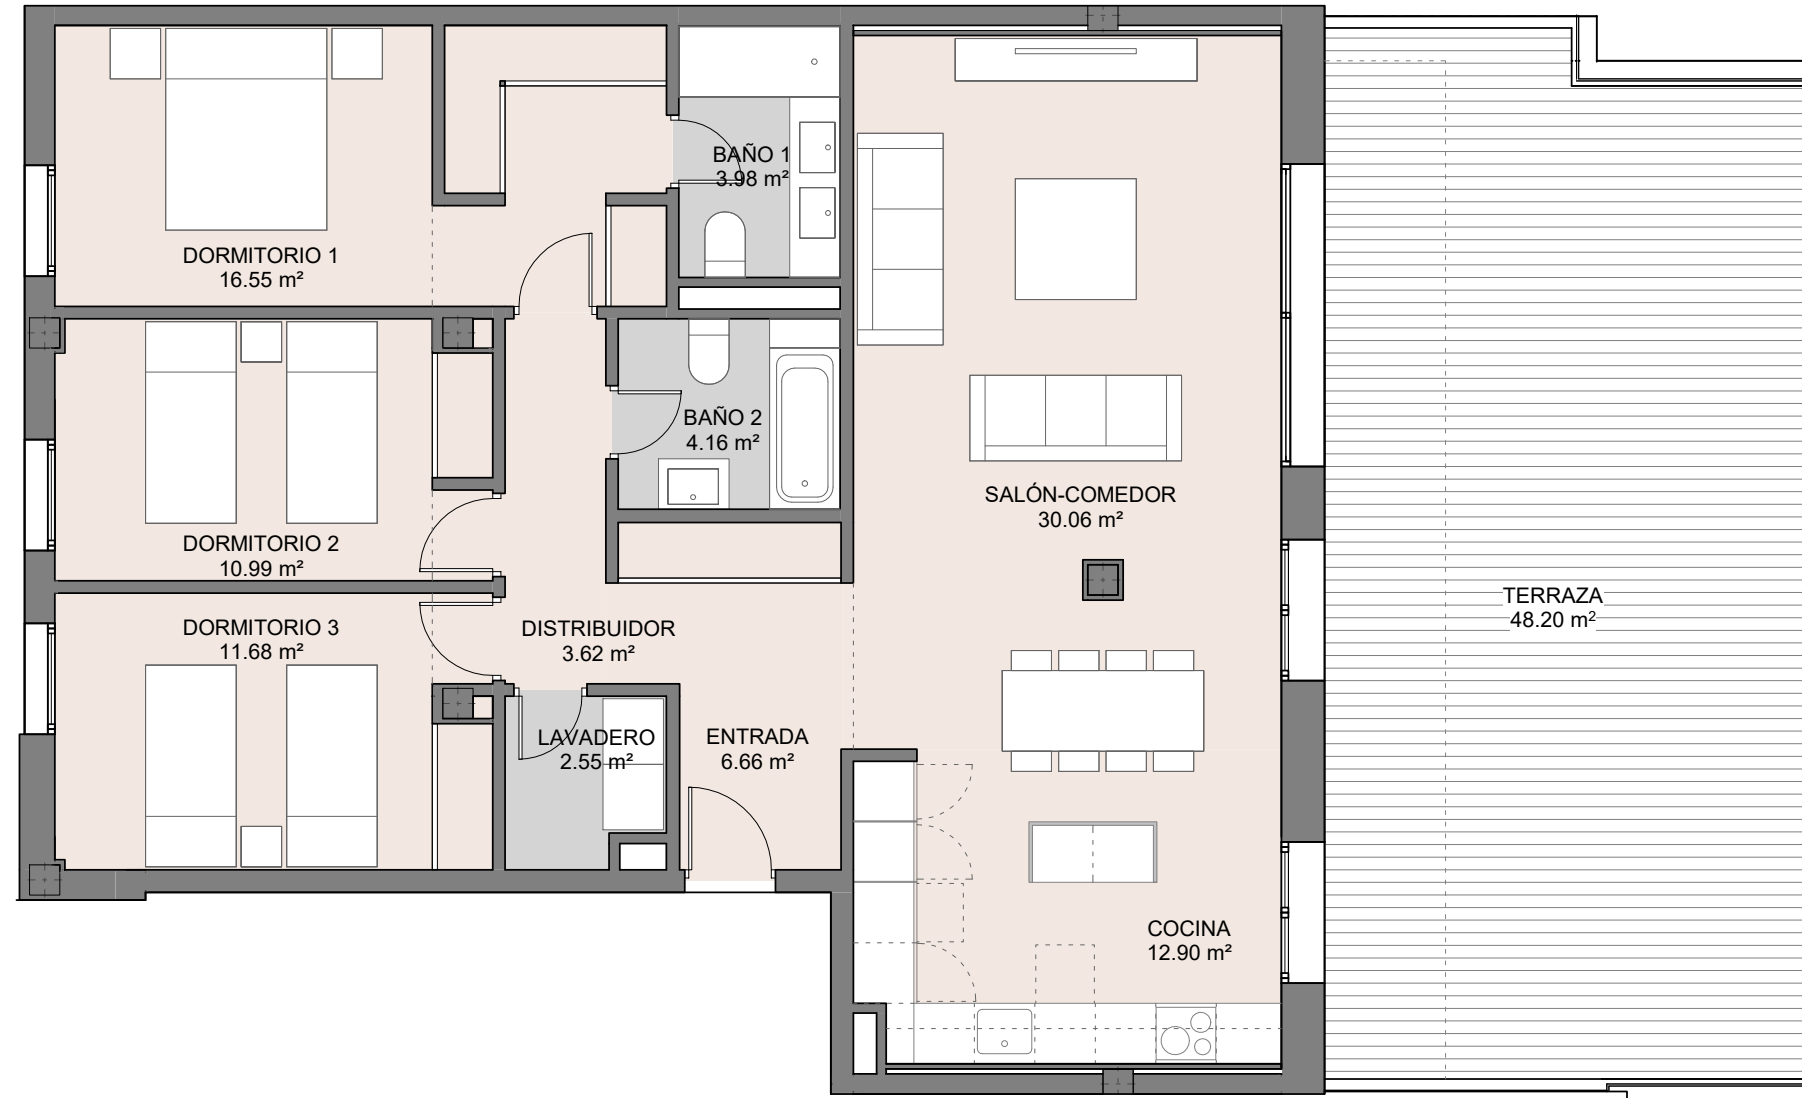 BAÑO 1
3.98 m²
DORMITORIO 1
16.55 m²
BAÑO 2
4.16 m²
SALÓN-COMEDOR
30.06 m²
DORMITORIO 2
10.99 m²
TERRAZA
48.20 m²
DORMITORIO 3
11.68 m²
DISTRIBUIDOR
3.62 m²
LAVADERO
2.55 m²
ENTRADA
6.66 m²
COCINA
12.90 m²